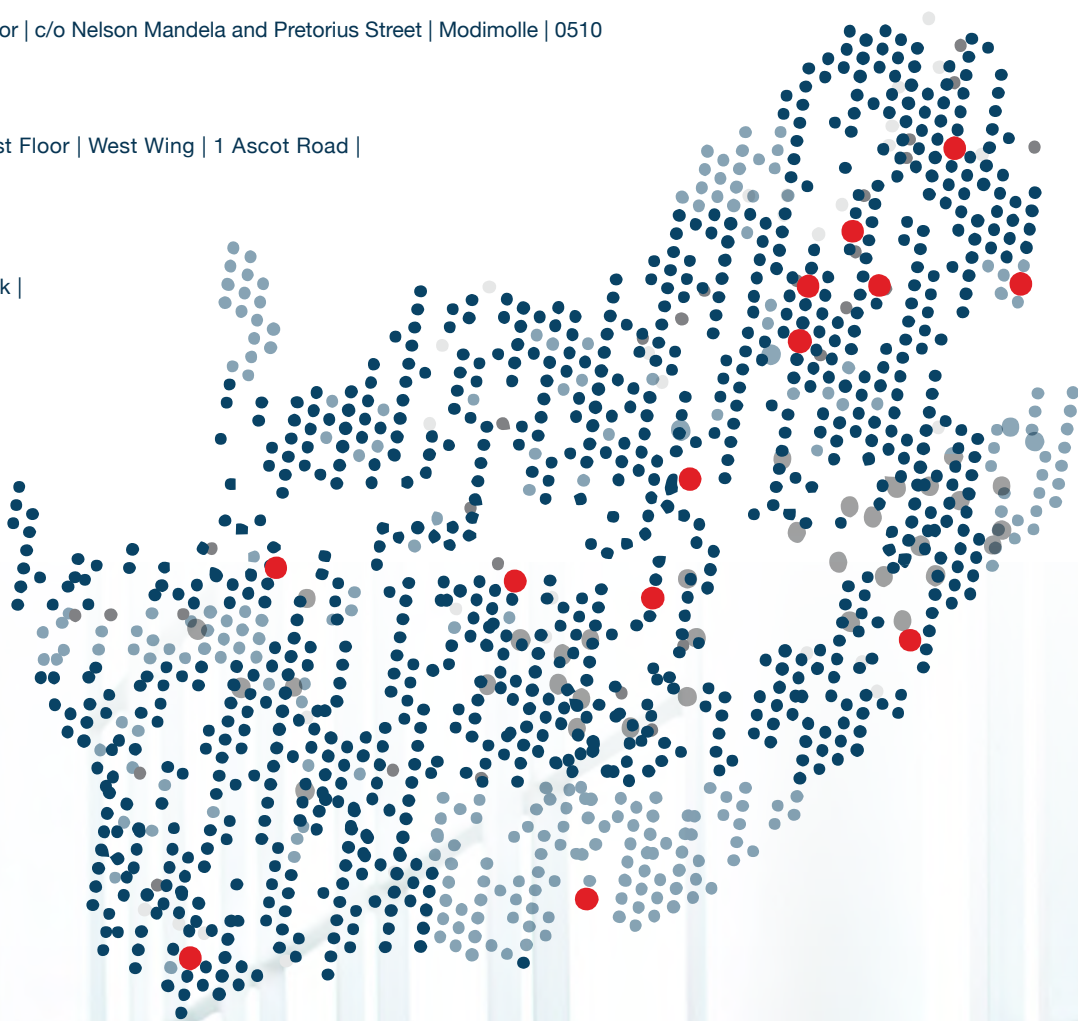 or | c/o Nelson Mandela and Pretorius Street | Modimolle | 0510
st Floor | West Wing | 1 Ascot Road |
k |